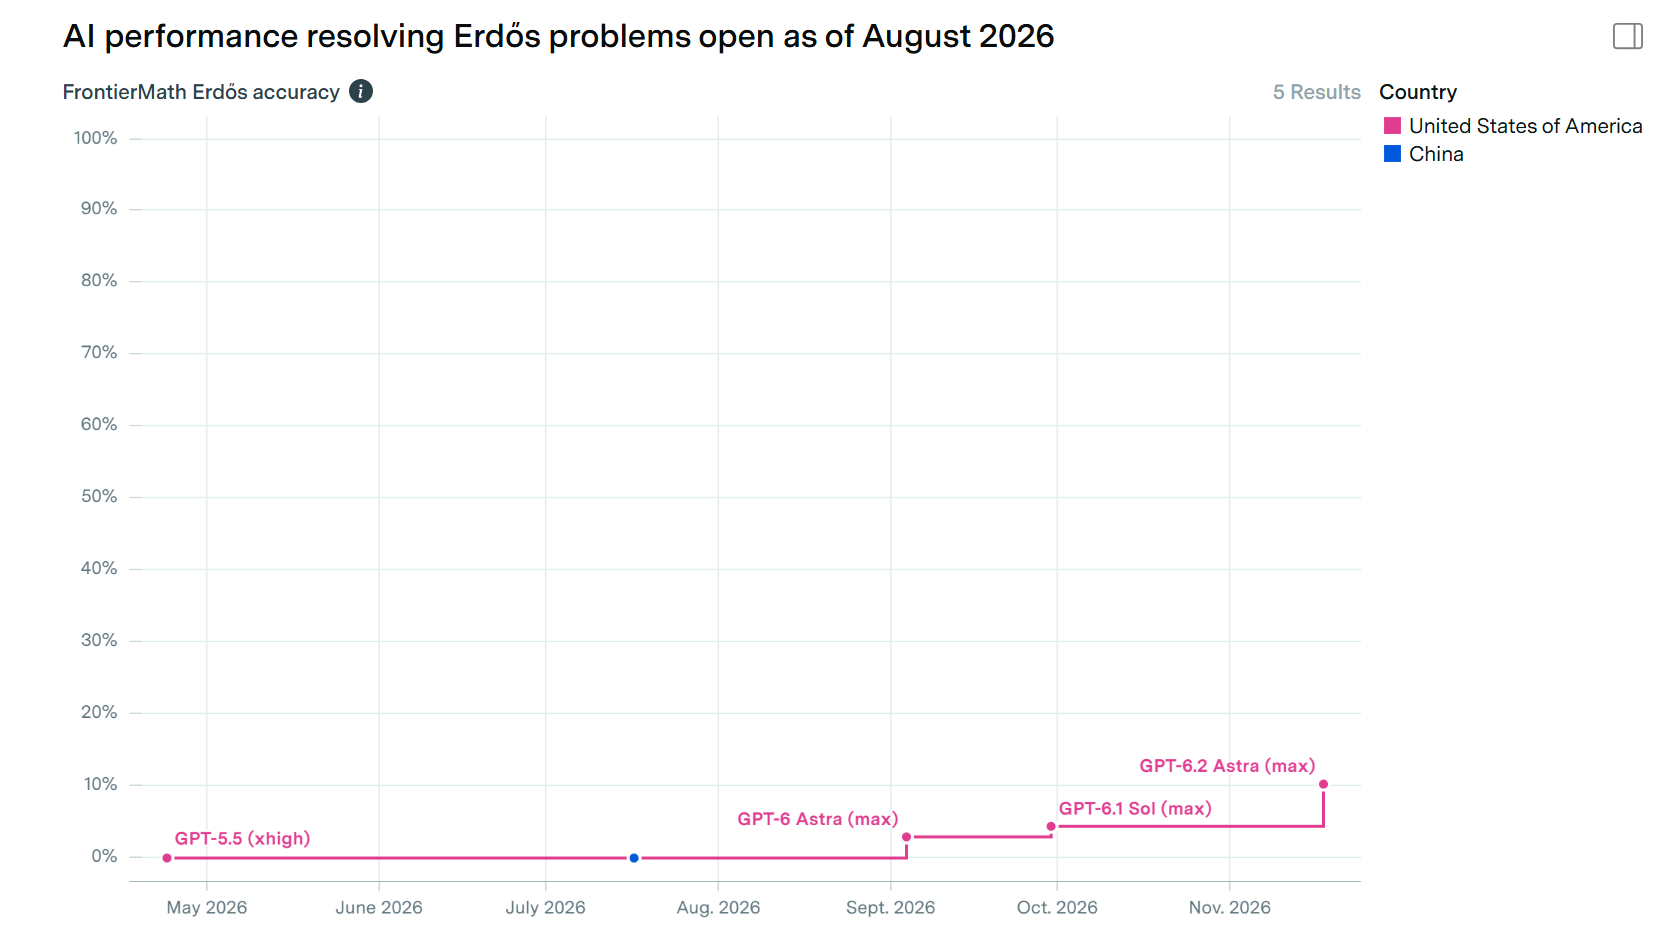 AI performance resolving Erdős problems open as of August 2026
FrontierMath Erdős accuracy i
5 Results
Country
United States of America
China
100%
90%
80%
70%
60%
50%
40%
30%
20%
10%
0%
GPT-5.5 (xhigh)
GPT-6 Astra (max)
GPT-6.1 Sol (max)
GPT-6.2 Astra (max)
May 2026
June 2026
July 2026
Aug. 2026
Sept. 2026
Oct. 2026
Nov. 2026